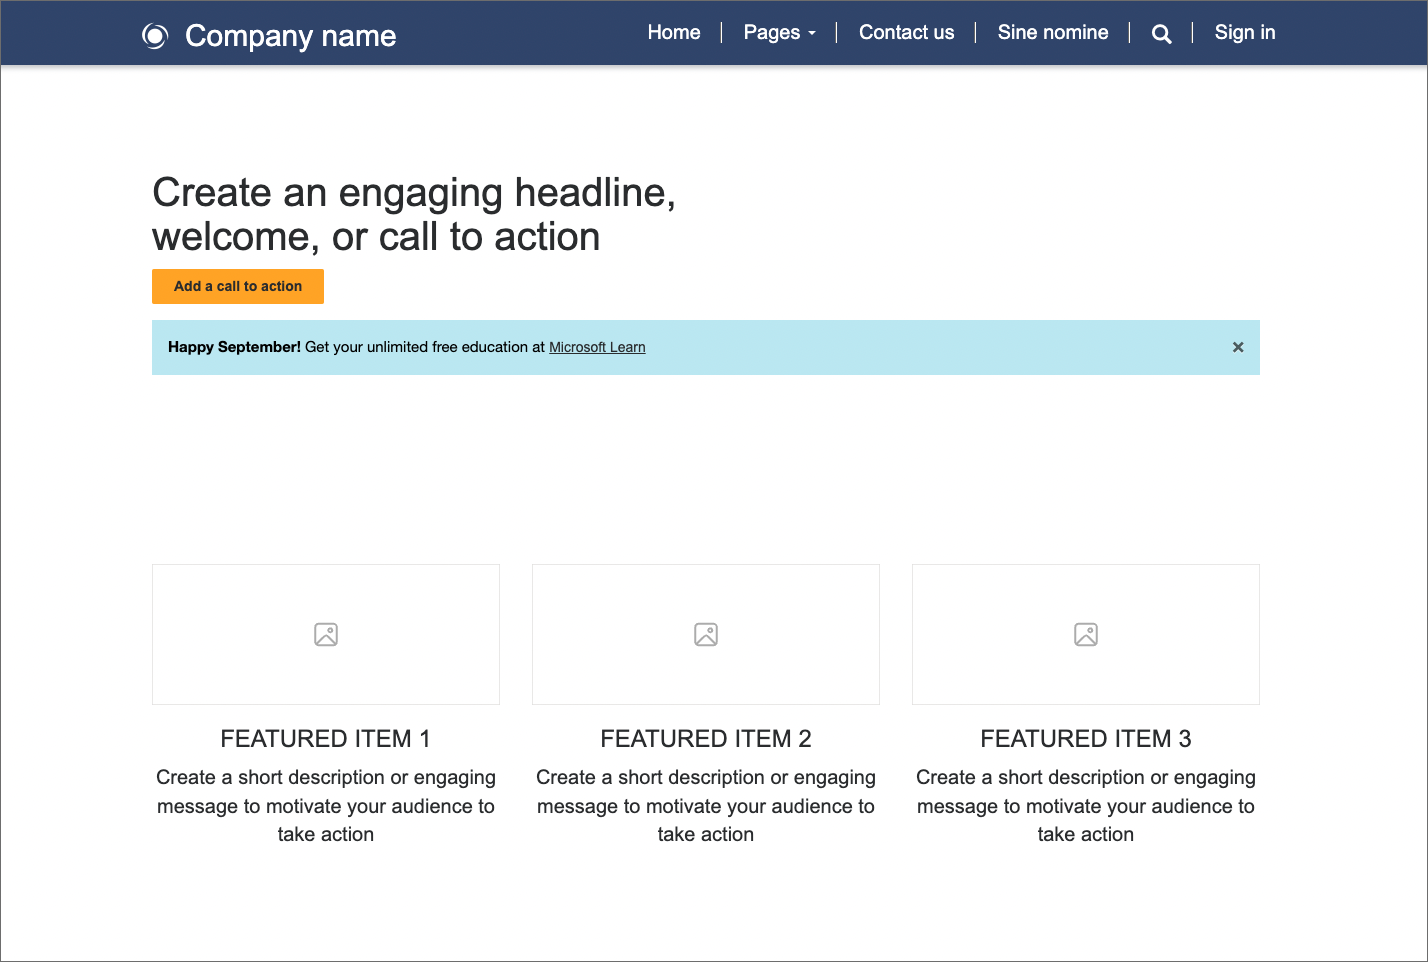 Company name
Home
Pages
Contact us
Sine nomine
Sign in
Create an engaging headline,
welcome, or call to action
Add a call to action
Happy September! Get your unlimited free education at Microsoft Learn
FEATURED ITEM 1
Create a short description or engaging
message to motivate your audience to
take action
FEATURED ITEM 2
Create a short description or engaging
message to motivate your audience to
take action
FEATURED ITEM 3
Create a short description or engaging
message to motivate your audience to
take action